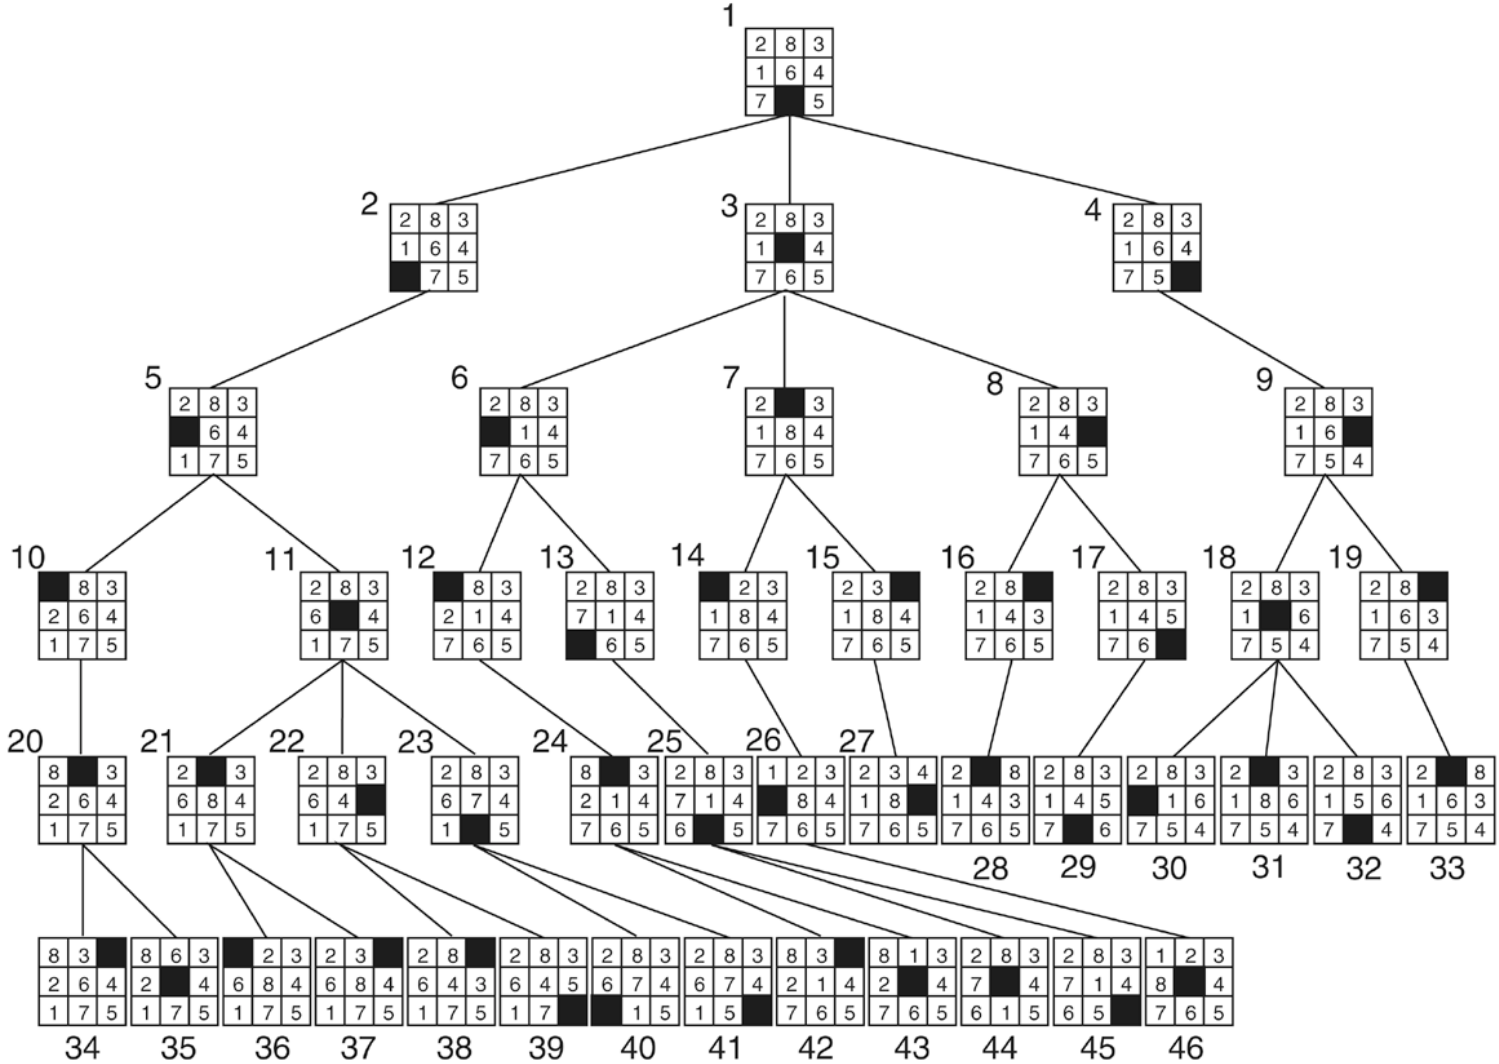 1
2 8 3
1 6 4
7 5
2
2 8 3
1 6 4
7 5
3
2 8 3
1 4
7 6 5
4
2 8 3
1 6 4
7 5
5
2 8 3
6 4
1 7 5
6
2 8 3
1 4
7 6 5
7
2 3
1 8 4
7 6 5
8
2 8 3
1 4
7 6 5
9
2 8 3
1 6
7 5 4
10
8 3
2 6 4
1 7 5
11
2 8 3
6 4
1 7 5
12
8 3
2 1 4
7 6 5
13
2 8 3
7 1 4
6 5
14
2 3
1 8 4
7 6 5
15
2 3
1 8 4
7 6 5
16
2 8
1 4 3
7 6 5
17
2 8 3
1 4 5
7 6
18
2 8 3
1 6
7 5 4
19
2 8
1 6 3
7 5 4
20
8 3
2 6 4
1 7 5
21
2 3
6 8 4
1 7 5
22
2 8 3
6 4
1 7 5
23
2 8 3
6 7 4
1 5
24
8 3
2 1 4
7 6 5
25
2 8 3
7 1 4
6 5
26
1 2 3
8 4
7 6 5
27
2 3 4
1 8
7 6 5
2 8
1 4 3
7 6 5
28
2 8 3
1 4 5
7 6
29
2 8 3
1 6
7 5 4
30
2 3
1 8 6
7 5 4
31
2 8 3
1 5 6
7 4
32
2 8
1 6 3
7 5 4
33
8 3
2 6 4
1 7 5
34
8 6 3
2 4
1 7 5
35
2 3
6 8 4
1 7 5
36
2 3
6 8 4
1 7 5
37
2 8
6 4 3
1 7 5
38
2 8 3
6 4 5
1 7
39
2 8 3
6 7 4
1 5
40
2 8 3
6 7 4
1 5
41
8 3
2 1 4
7 6 5
42
8 1 3
2 4
7 6 5
43
2 8 3
7 4
6 1 5
44
2 8 3
7 1 4
6 5
45
1 2 3
8 4
7 6 5
46